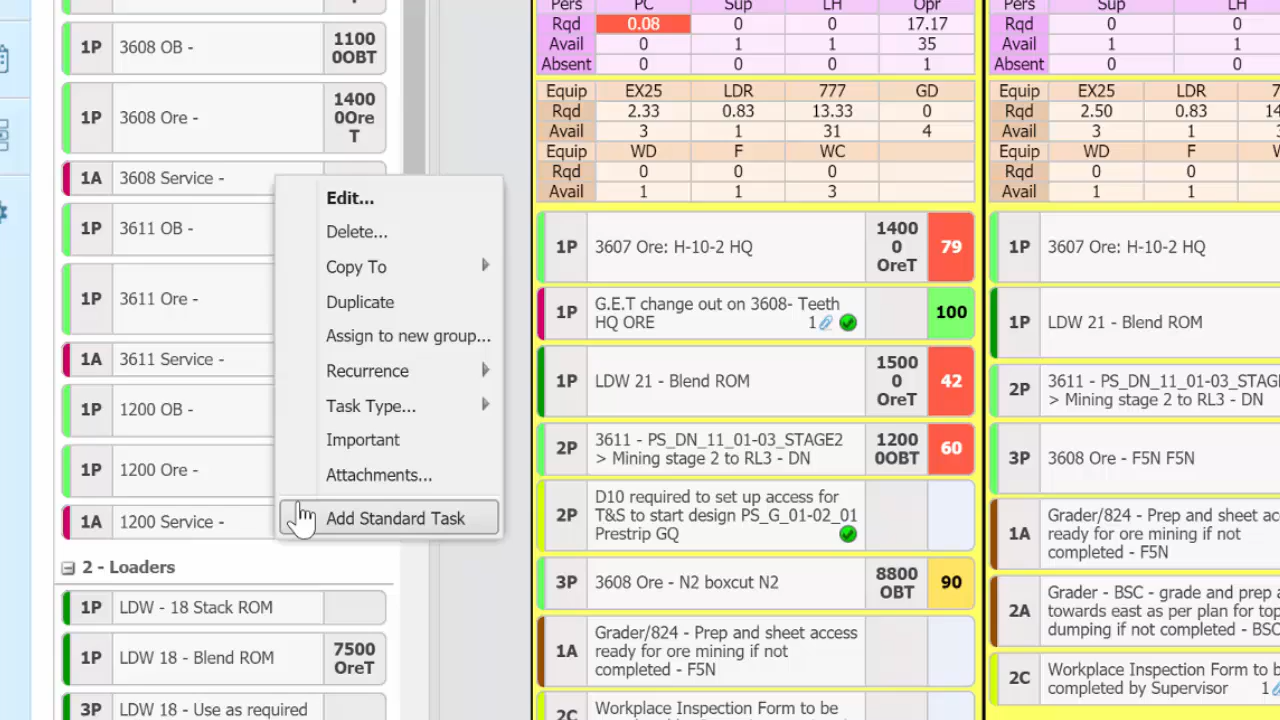 1P 3608 OB - 1100
0OBT
1P 3608 Ore - 1400
0Ore
T
1A 3608 Service -
1P 3611 OB -
1P 3611 Ore -
1A 3611 Service -
1P 1200 OB -
1P 1200 Ore -
1A 1200 Service -
2 - Loaders
1P LDW - 18 Stack ROM
1P LDW 18 - Blend ROM 7500
OreT
3P LDW 18 - Use as required
Edit...
Delete...
Copy To
Duplicate
Assign to new group...
Recurrence
Task Type...
Important
Attachments...
Add Standard Task
Pers PC Sup LH Opr
Rqd 0.08 0 0 17.17
Avail 0 1 1 35
Absent 0 0 0 1
Equip EX25 LDR 777 GD
Rqd 2.33 0.83 13.33 0
Avail 3 1 31 4
Equip WD F WC
Rqd 0 0 0
Avail 1 1 3
1P 3607 Ore: H-10-2 HQ 1400
0
OreT 79
1P G.E.T change out on 3608- Teeth
HQ ORE 1 100
1P LDW 21 - Blend ROM 1500
0
OreT 42
2P 3611 - PS_DN_11_01-03_STAGE2
> Mining stage 2 to RL3 - DN 1200
0OBT 60
2P D10 required to set up access for
T&S to start design PS_G_01-02_01
Prestrip GQ
3P 3608 Ore - N2 boxcut N2 8800
OBT 90
1A Grader/824 - Prep and sheet access
ready for ore mining if not
completed - F5N
2C Workplace Inspection Form to be
Pers Sup LH
Rqd 0 0
Avail 1 1
Absent 0 0
Equip EX25 LDR
Rqd 2.50 0.83
Avail 3 1
Equip WD F
Rqd 0 0
Avail 1 1
1P 3607 Ore: H-10-2 HQ
1P LDW 21 - Blend ROM
2P 3611 - PS_DN_11_01-03_STAG
> Mining stage 2 to RL3 - DN
3P 3608 Ore - F5N F5N
1A Grader/824 - Prep and sheet
ready for ore mining if not
completed - F5N
2A Grader - BSC - grade and prep
towards east as per plan for
dumping if not completed - BSC
2C Workplace Inspection Form to
completed by Supervisor 1